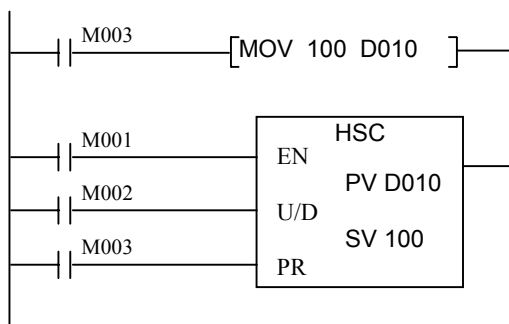 M003
MOV 100 D010
HSC
M001
EN
PV D010
M002
U/D
SV 100
M003
PR